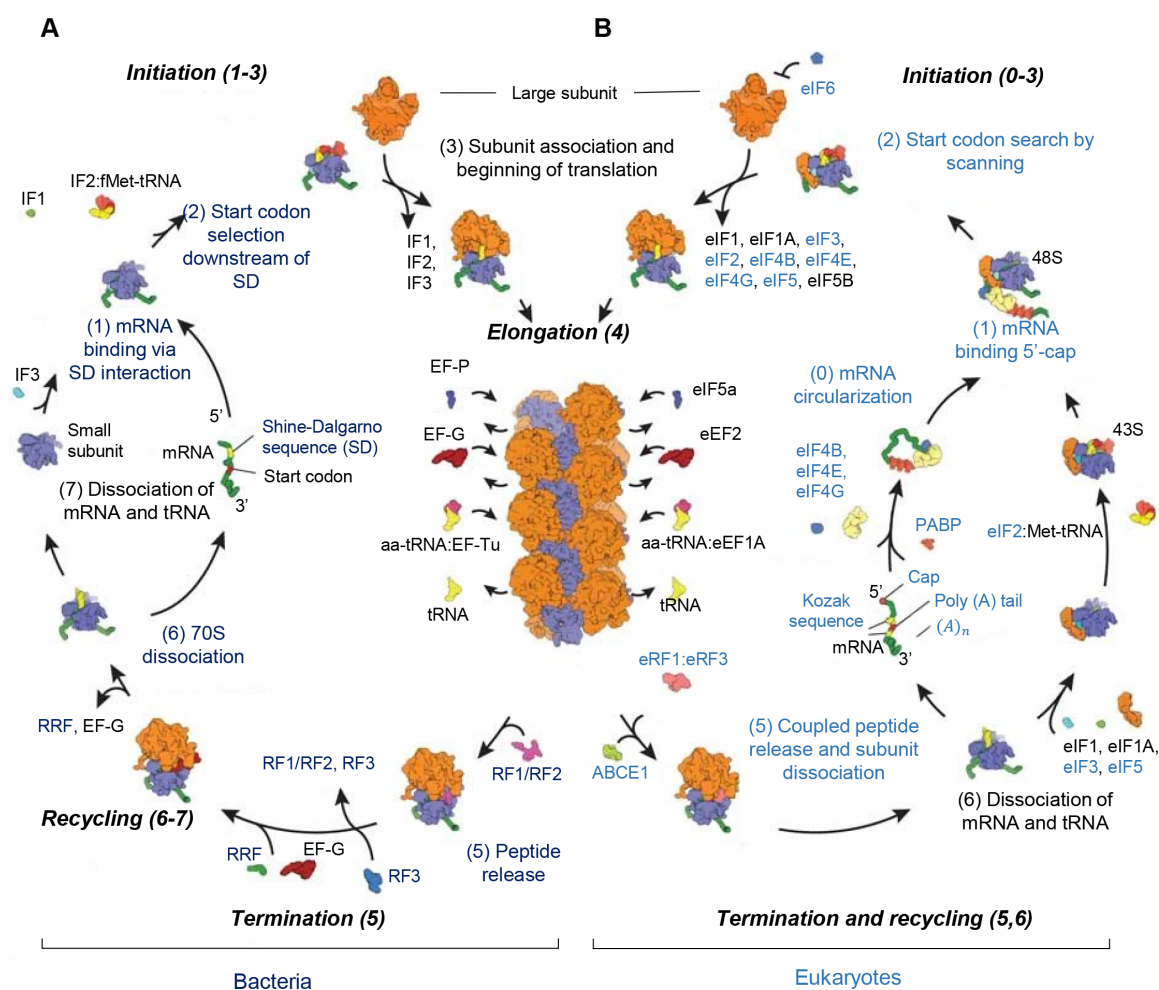 A
B
Initiation (1-3)
Initiation (0-3)
Large subunit
eIF6
(3) Subunit association and
beginning of translation
(2) Start codon search by
scanning
IF1
IF2:fMet-tRNA
(2) Start codon
selection
downstream of
SD
IF1,
IF2,
IF3
eIF1, eIF1A, eIF3,
eIF2, eIF4B, eIF4E,
eIF4G, eIF5, eIF5B
48S
(1) mRNA
binding via
SD interaction
(1) mRNA
binding 5’-cap
Elongation (4)
IF3
Small
subunit
5’
mRNA
Shine-Dalgarno
sequence (SD)
Start codon
3’
(7) Dissociation of
mRNA and tRNA
EF-P
EF-G
aa-tRNA:EF-Tu
tRNA
eIF5a
eEF2
aa-tRNA:eEF1A
tRNA
(0) mRNA
circularization
43S
eIF4B,
eIF4E,
eIF4G
PABP
eIF2:Met-tRNA
Cap
5’
Kozak
sequence
Poly (A) tail
(A)n
mRNA
3’
(6) 70S
dissociation
eRF1:eRF3
RRF, EF-G
RF1/RF2, RF3
RF1/RF2
ABCE1
(5) Coupled peptide
release and subunit
dissociation
eIF1, eIF1A,
eIF3, eIF5
(6) Dissociation of
mRNA and tRNA
Recycling (6-7)
RRF
EF-G
RF3
(5) Peptide
release
Termination (5)
Termination and recycling (5,6)
Bacteria
Eukaryotes